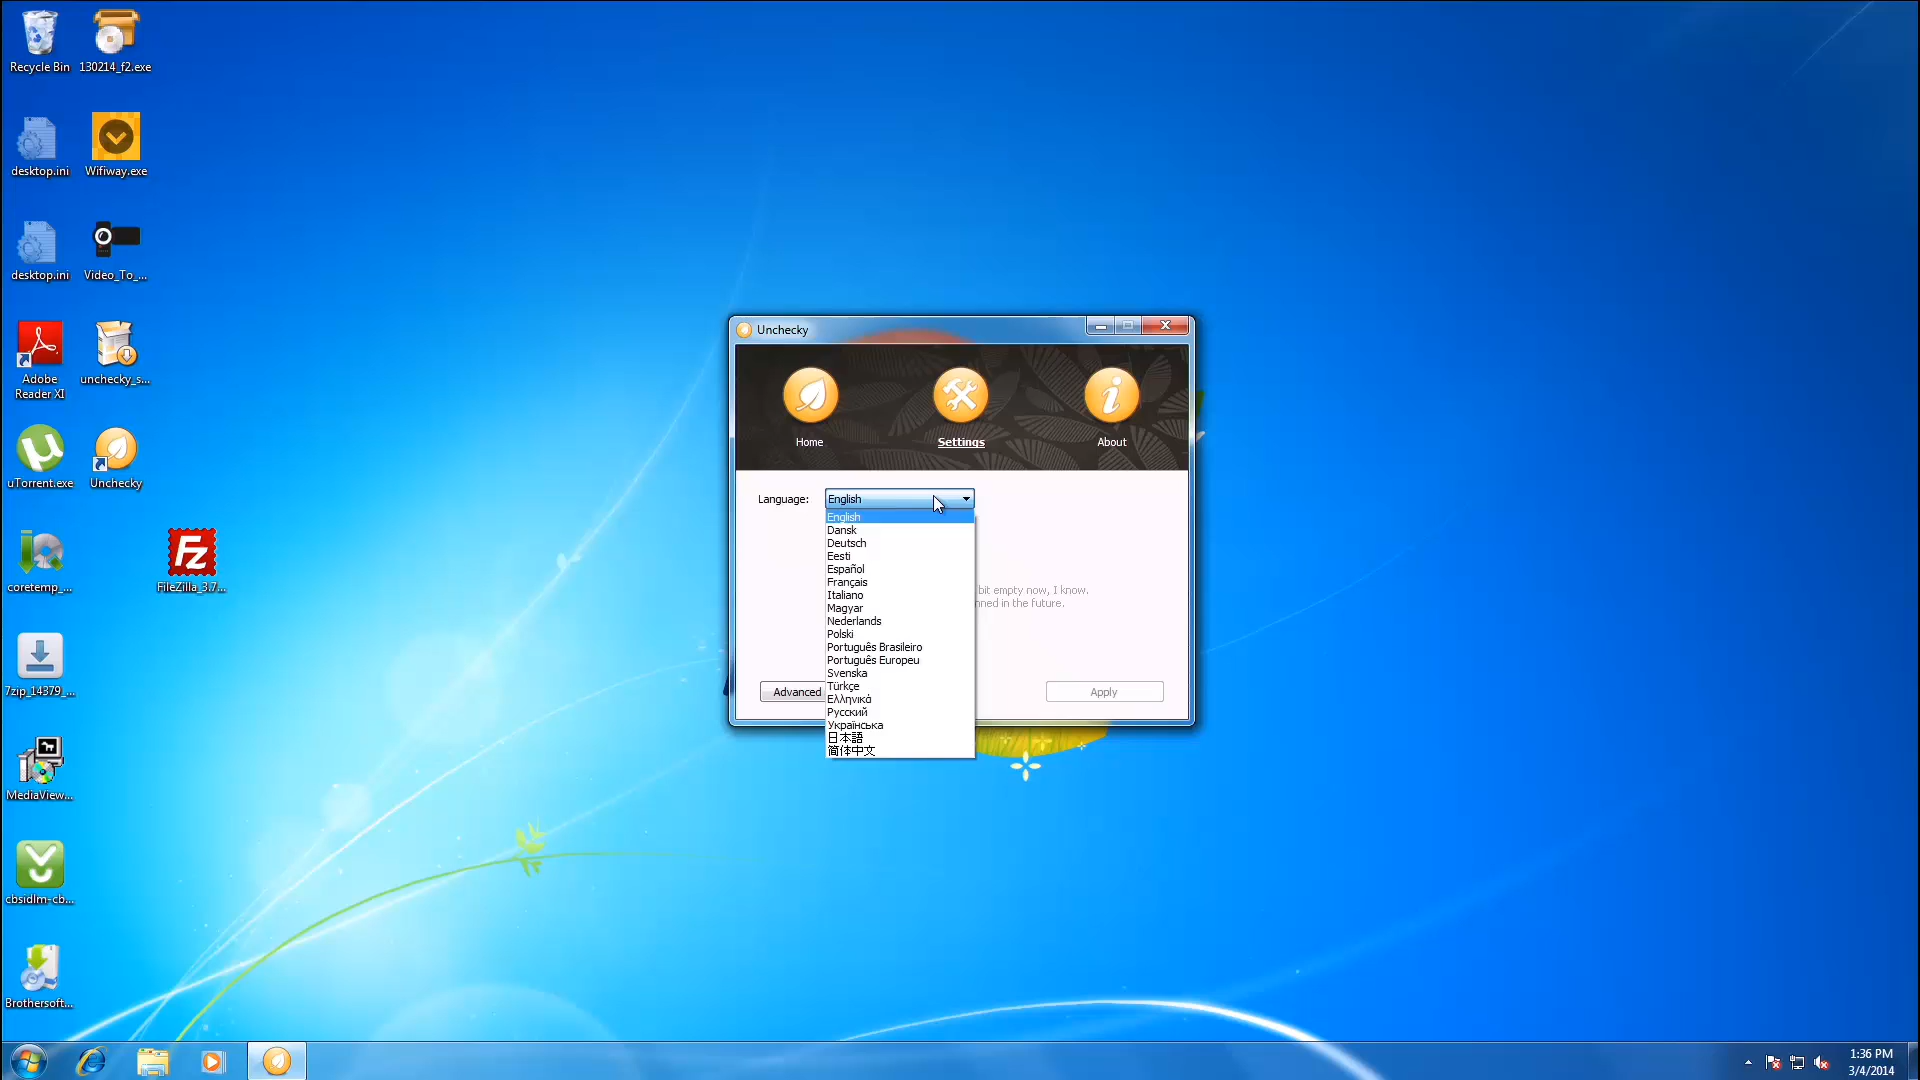 Recycle Bin
130214_f2.exe
desktop.ini
Wifiway.exe
desktop.ini
Video_To_...
Adobe
Reader XI
unchecky_s...
uTorrent.exe
Unchecky
coretemp_...
FileZilla_3.7...
7zip_14379_...
MediaView...
cbsidlm-cb...
Brothersoft...
Unchecky
Home
Settings
About
Language:
English
English
Dansk
Deutsch
Eesti
Español
Français
Italiano
Magyar
Nederlands
Polski
Português Brasileiro
Português Europeu
Svenska
Türkçe
Ελληνικά
Русский
Українська
日本語
简体中文
bit empty now, I know.
nned in the future.
Advanced
Apply
1:36 PM
3/4/2014